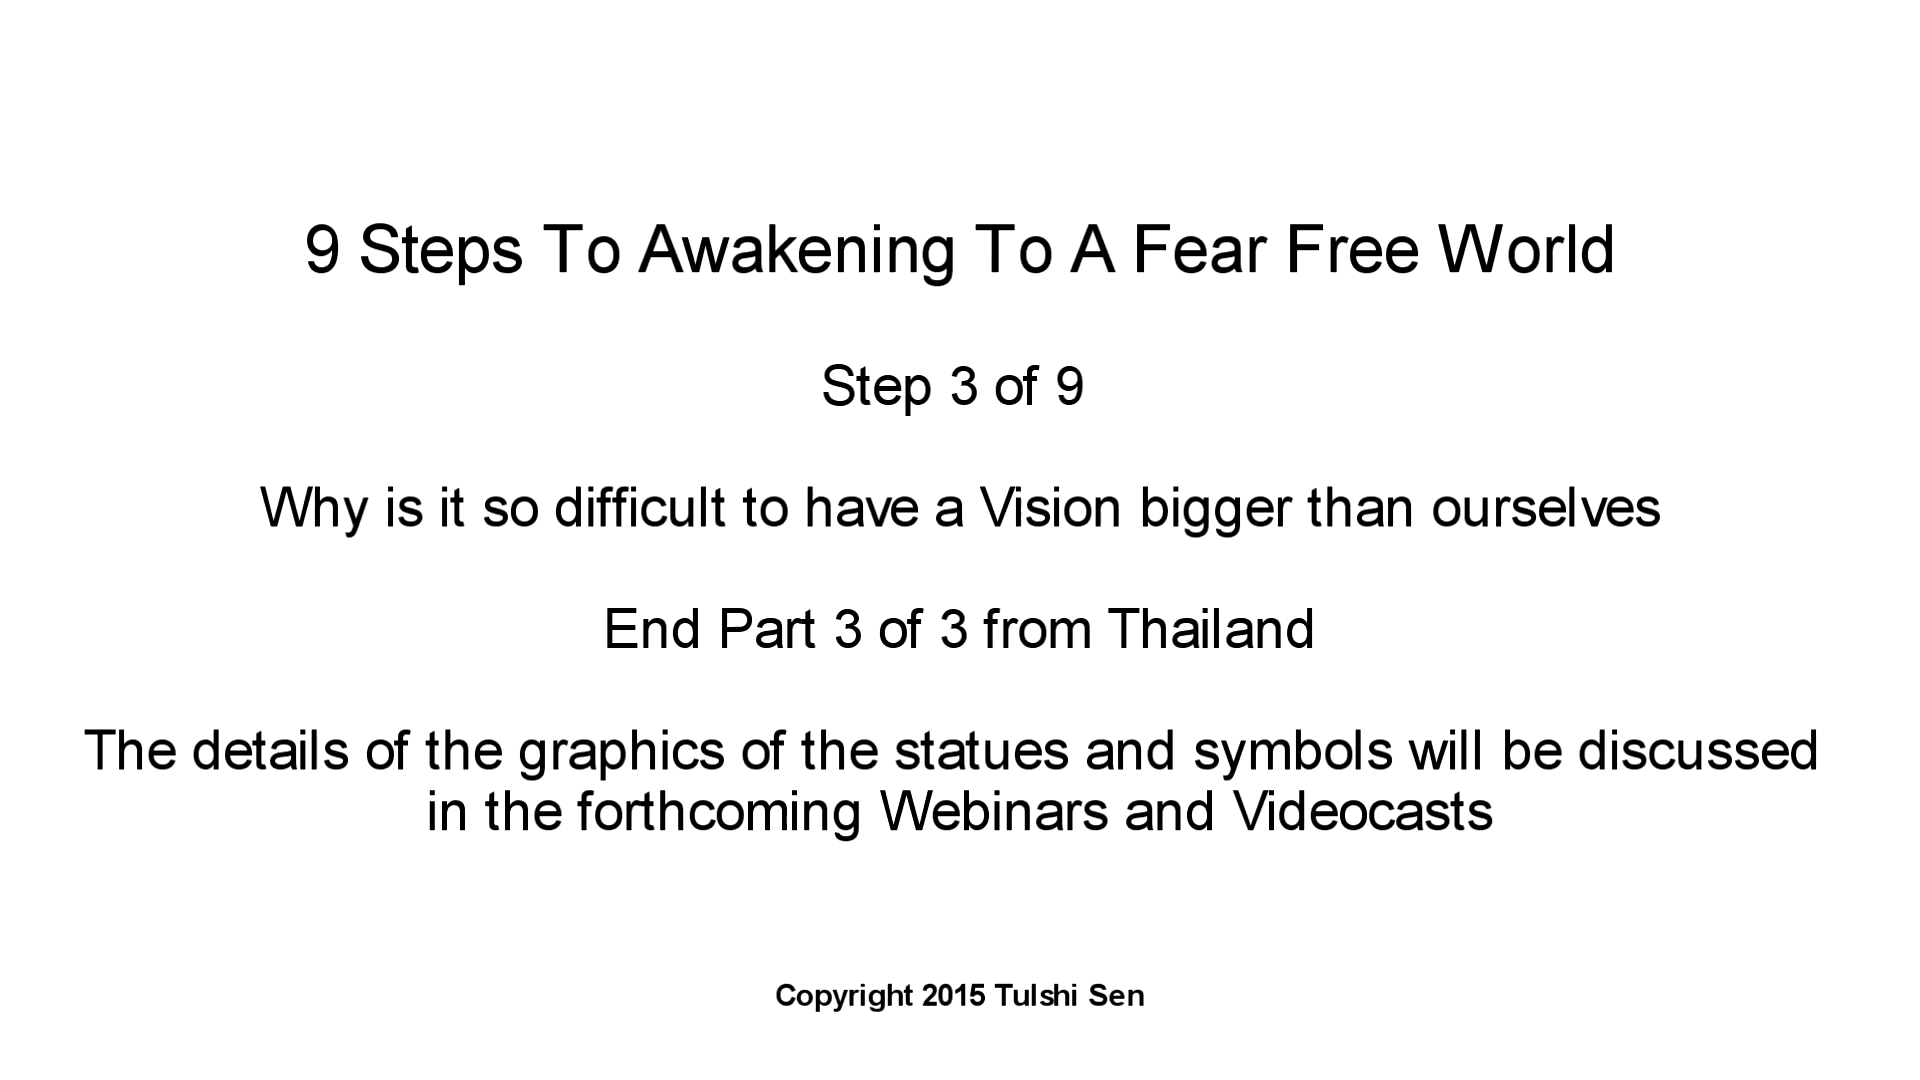 9 Steps To Awakening To A Fear Free World
Step 3 of 9
Why is it so difficult to have a Vision bigger than ourselves
End Part 3 of 3 from Thailand
The details of the graphics of the statues and symbols will be discussed
in the forthcoming Webinars and Videocasts
Copyright 2015 Tulshi Sen